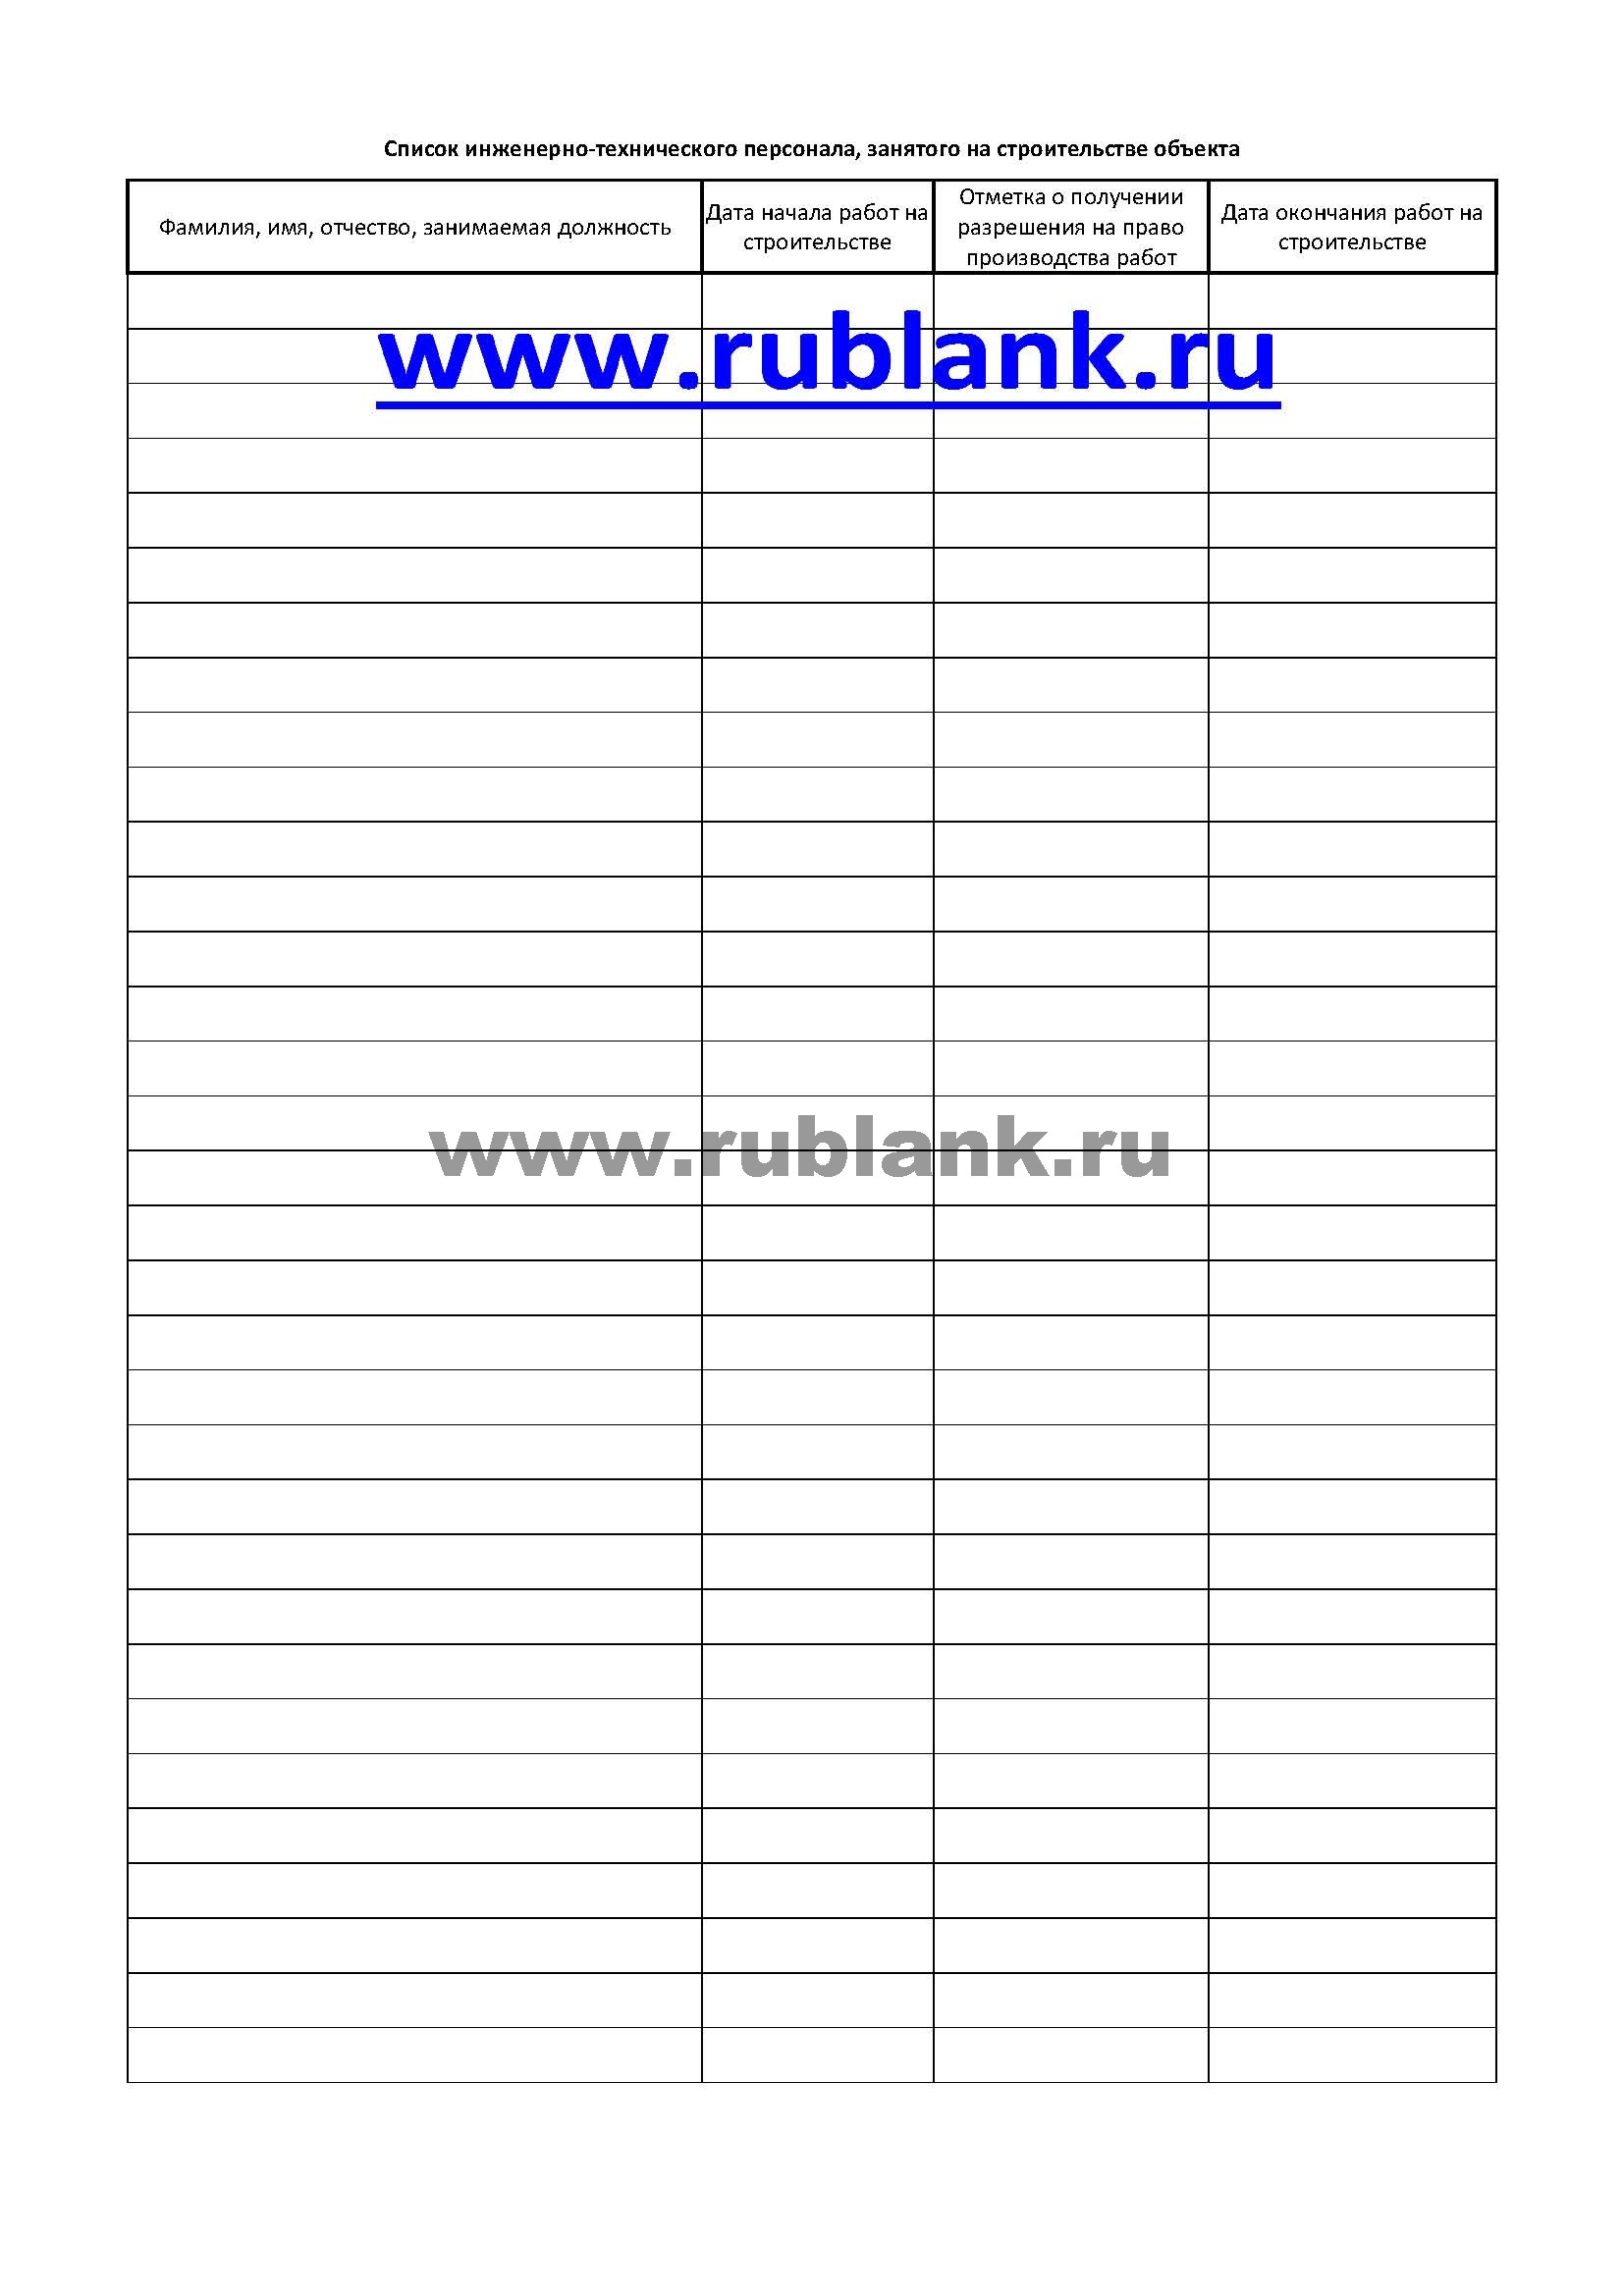 Список инженерно-технического персонала, занятого на строительстве объекта
Фамилия, имя, отчество, занимаемая должность
Дата начала работ на
строительстве
Отметка о получении
разрешения на право
производства работ
Дата окончания работ на
строительстве
www.rublank.ru
www.rublank.ru